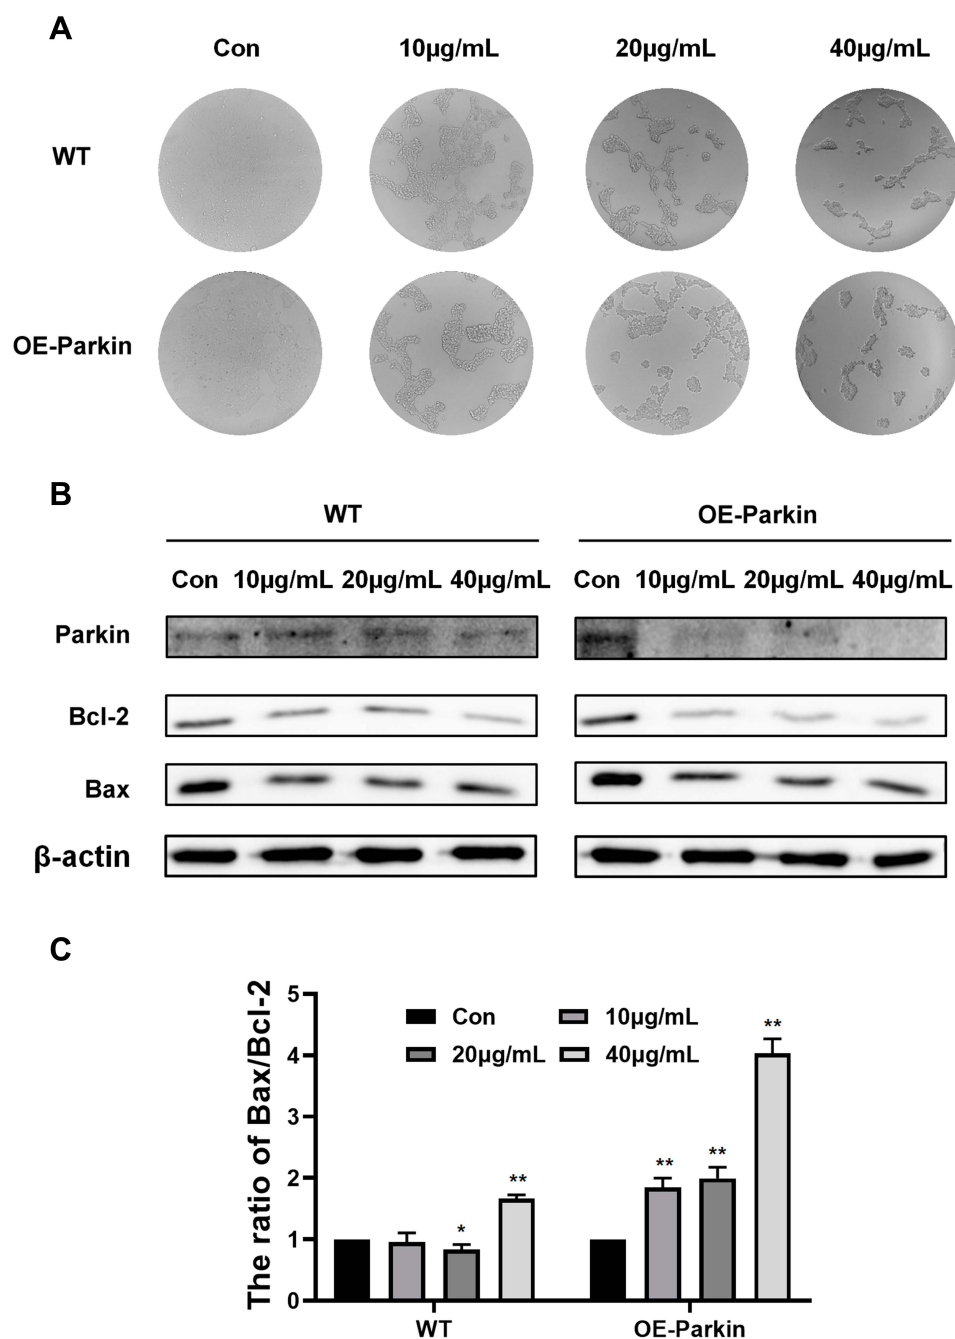 A
Con 10µg/mL 20µg/mL 40µg/mL
WT
OE-Parkin
B
WT OE-Parkin
Con 10µg/mL 20µg/mL 40µg/mL Con 10µg/mL 20µg/mL 40µg/mL
Parkin
Bcl-2
Bax
β-actin
C
The ratio of Bax/Bcl-2
5
4
3
2
1
0
Con 10µg/mL
20µg/mL 40µg/mL
* ** ** ** **
WT OE-Parkin